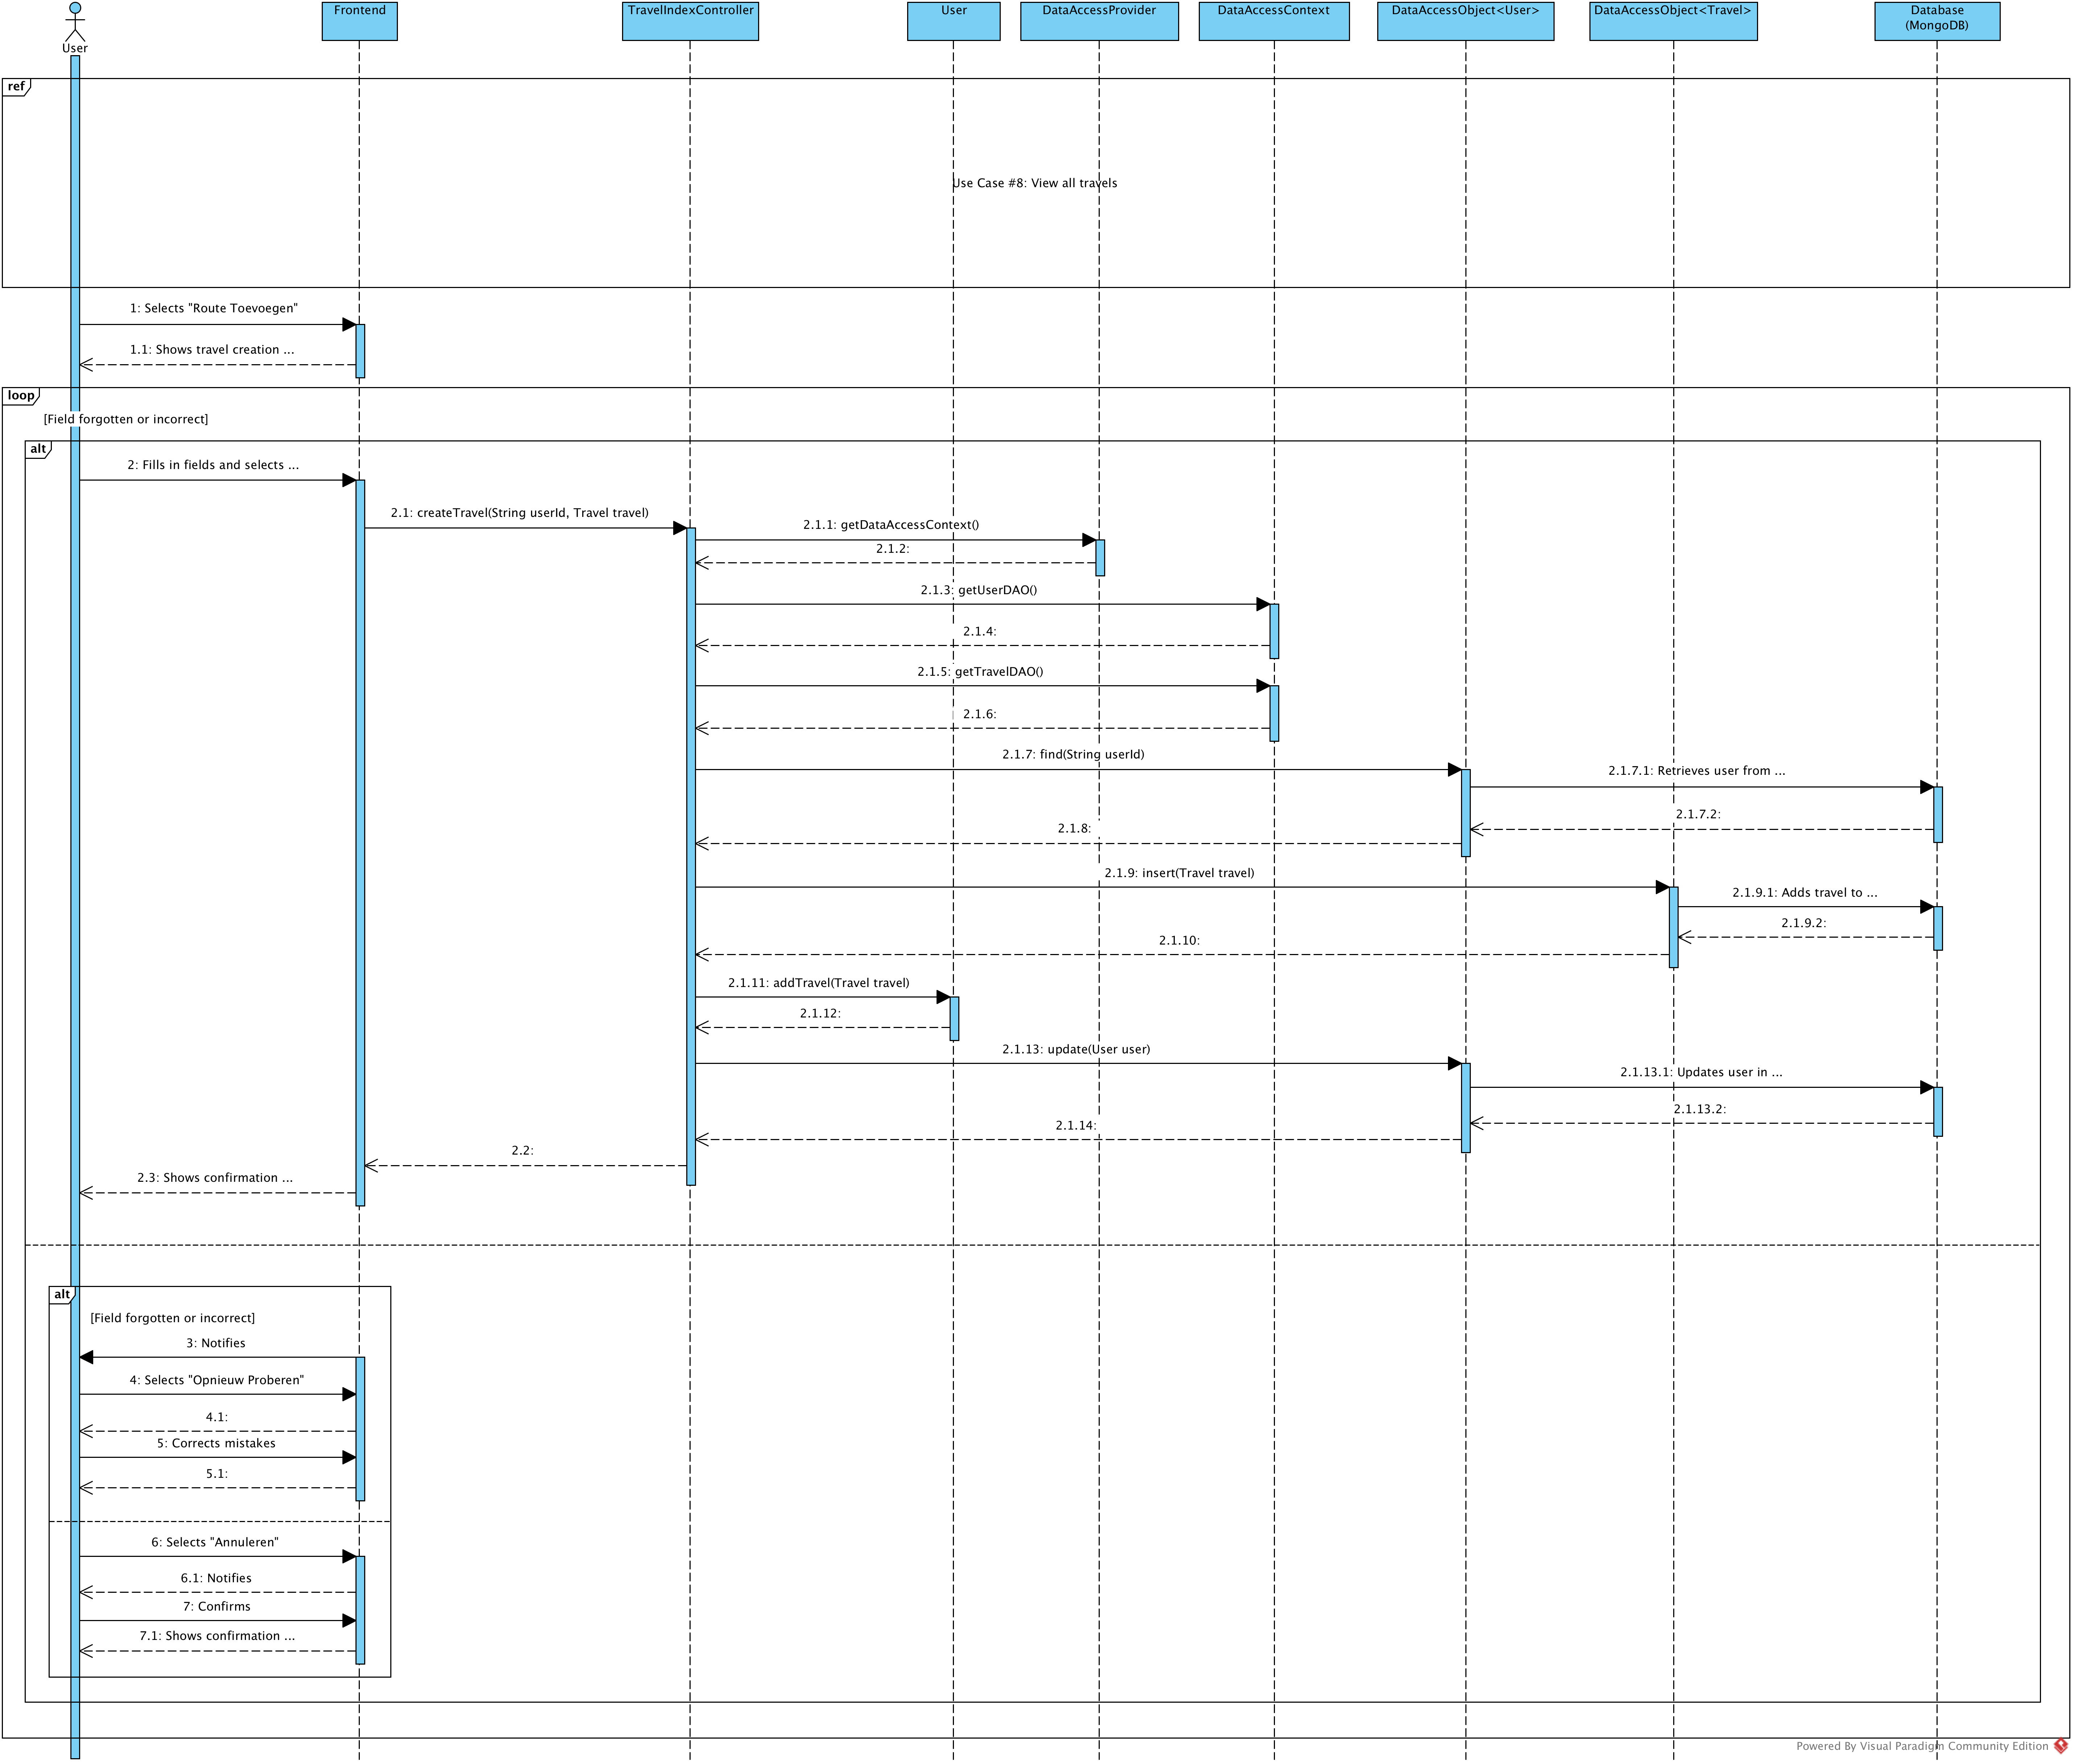 Frontend
TravelIndexController
User
DataAccessProvider
DataAccessContext
DataAccessObject<User>
DataAccessObject<Travel>
Database
(MongoDB)
User
ref
Use Case #8: View all travels
1: Selects "Route Toevoegen"
1.1: Shows travel creation ...
loop
[Field forgotten or incorrect]
alt
2: Fills in fields and selects ...
2.1: createTravel(String userId, Travel travel)
2.1.1: getDataAccessContext()
2.1.2:
2.1.3: getUserDAO()
2.1.4:
2.1.5: getTravelDAO()
2.1.6:
2.1.7: find(String userId)
2.1.7.1: Retrieves user from ...
2.1.7.2:
2.1.8:
2.1.9: insert(Travel travel)
2.1.9.1: Adds travel to ...
2.1.9.2:
2.1.10:
2.1.11: addTravel(Travel travel)
2.1.12:
2.1.13: update(User user)
2.1.13.1: Updates user in ...
2.1.13.2:
2.1.14:
2.2:
2.3: Shows confirmation ...
alt
[Field forgotten or incorrect]
3: Notifies
4: Selects "Opnieuw Proberen"
4.1:
5: Corrects mistakes
5.1:
6: Selects "Annuleren"
6.1: Notifies
7: Confirms
7.1: Shows confirmation ...
Powered By Visual Paradigm Community Edition